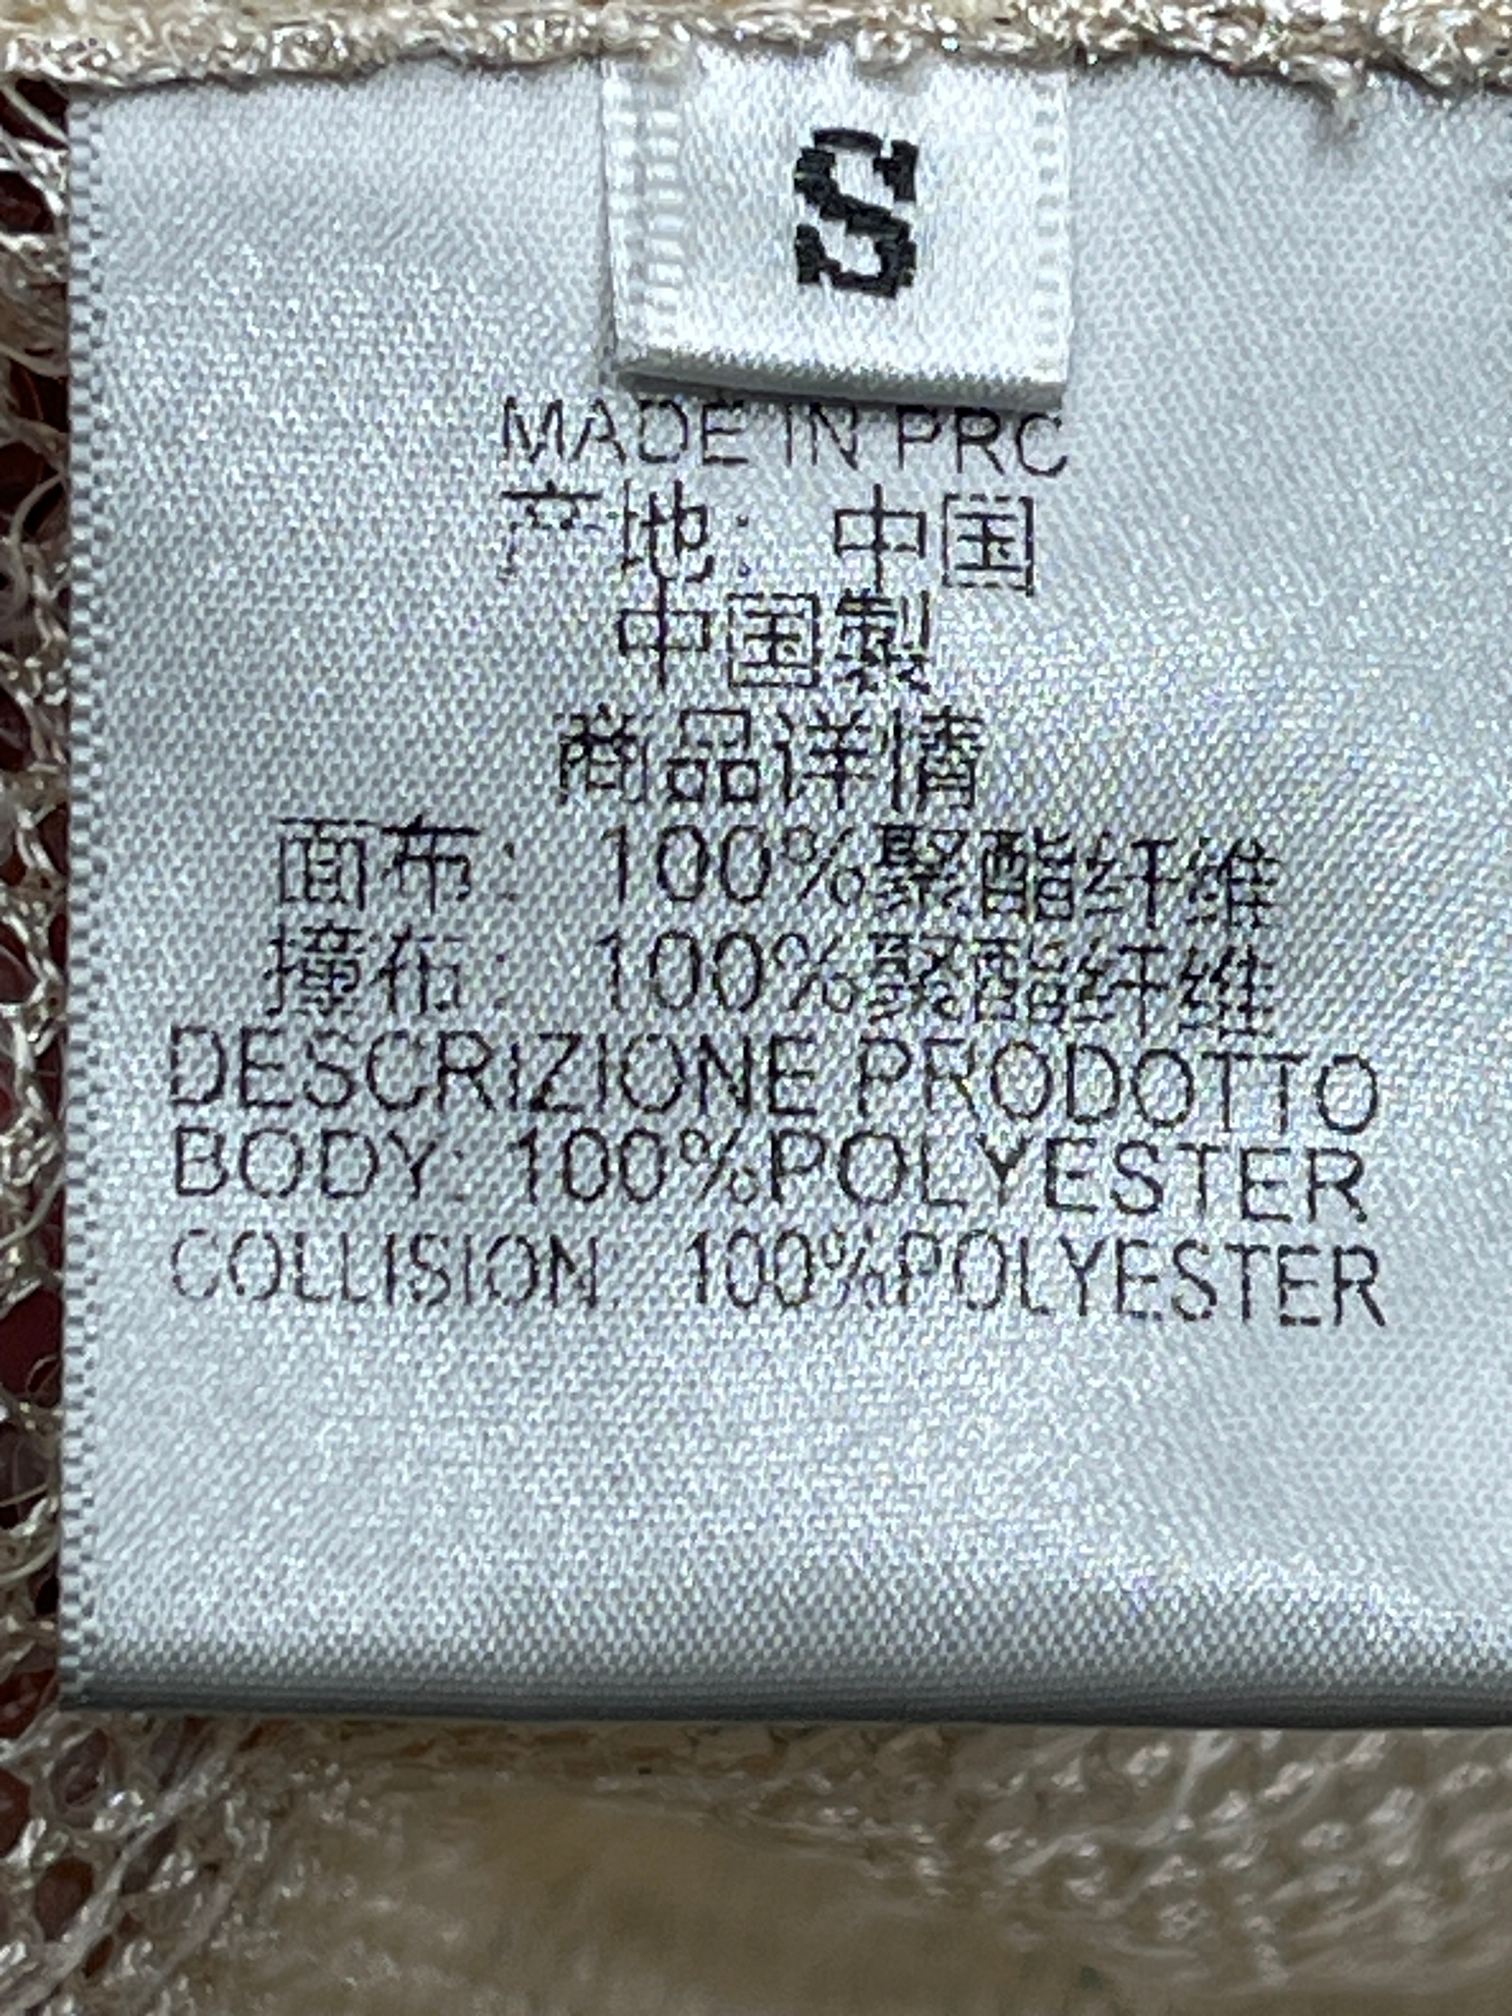 S
MADE IN PRC
产地: 中国
中国製
商品详情
面布: 100%聚酯纤维
撞布: 100%聚酯纤维
DESCRIZIONE PRODOTTO
BODY: 100%POLYESTER
COLLISION: 100%POLYESTER